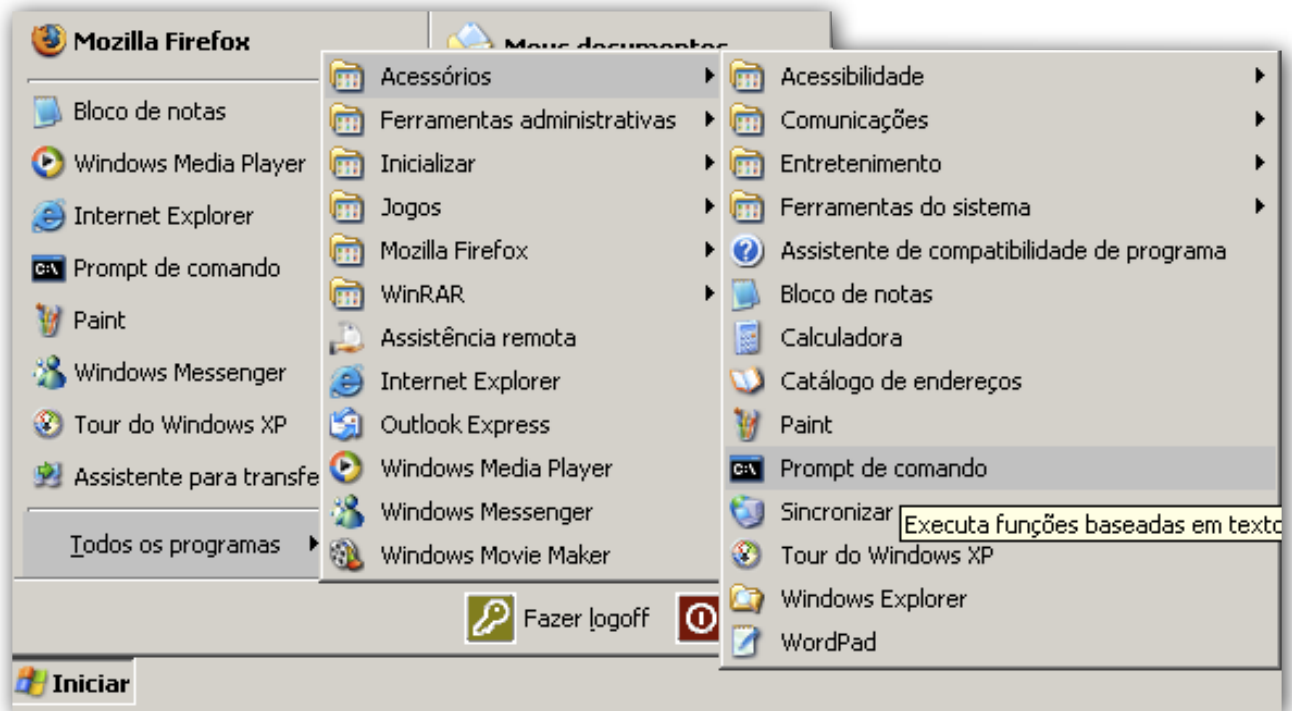 Mozilla Firefox
Meus documentos
Bloco de notas
Windows Media Player
Internet Explorer
Prompt de comando
Paint
Windows Messenger
Tour do Windows XP
Assistente para transfe
Todos os programas
Acessórios
Ferramentas administrativas
Inicializar
Jogos
Mozilla Firefox
WinRAR
Assistência remota
Internet Explorer
Outlook Express
Windows Media Player
Windows Messenger
Windows Movie Maker
Acessibilidade
Comunicações
Entretenimento
Ferramentas do sistema
Assistente de compatibilidade de programa
Bloco de notas
Calculadora
Catálogo de endereços
Paint
Prompt de comando
Sincronizar
Executa funções baseadas em texto
Tour do Windows XP
Windows Explorer
WordPad
Fazer logoff
Iniciar